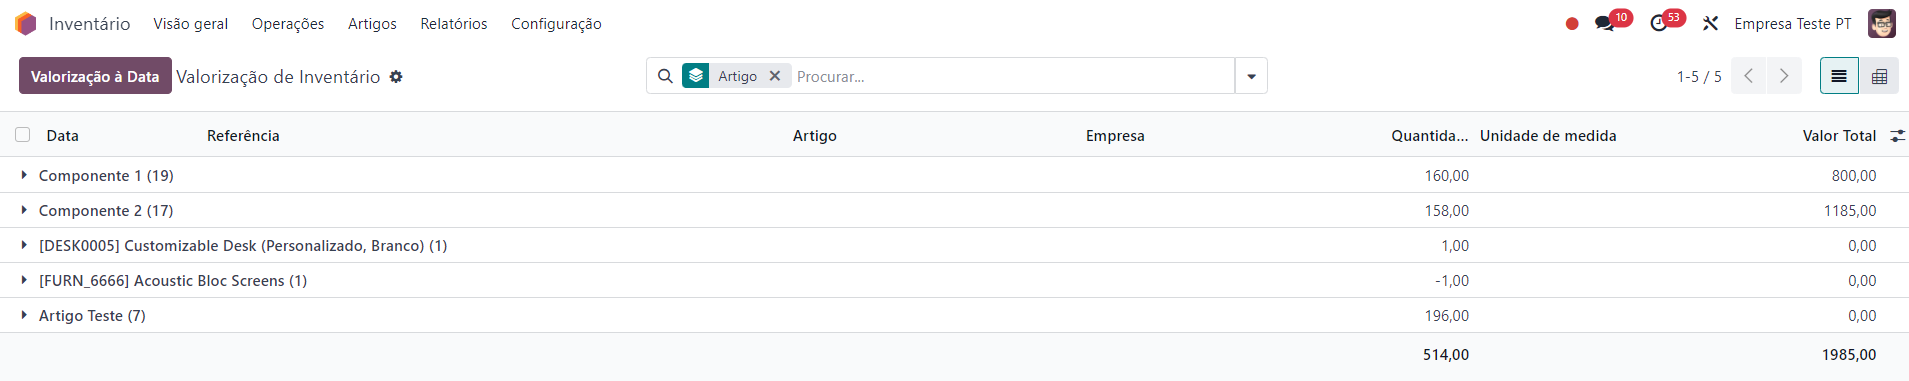 Inventário Visão geral Operações Artigos Relatórios Configuração 10 53 Empresa Teste PT
Valorização à Data Valorização de Inventário Artigo Procurar... 1-5 / 5
Data Referência Artigo Empresa Quantida... Unidade de medida Valor Total
Componente 1 (19) 160,00 800,00
Componente 2 (17) 158,00 1185,00
[DESK0005] Customizable Desk (Personalizado, Branco) (1) 1,00 0,00
[FURN_6666] Acoustic Bloc Screens (1) -1,00 0,00
Artigo Teste (7) 196,00 0,00
514,00 1985,00